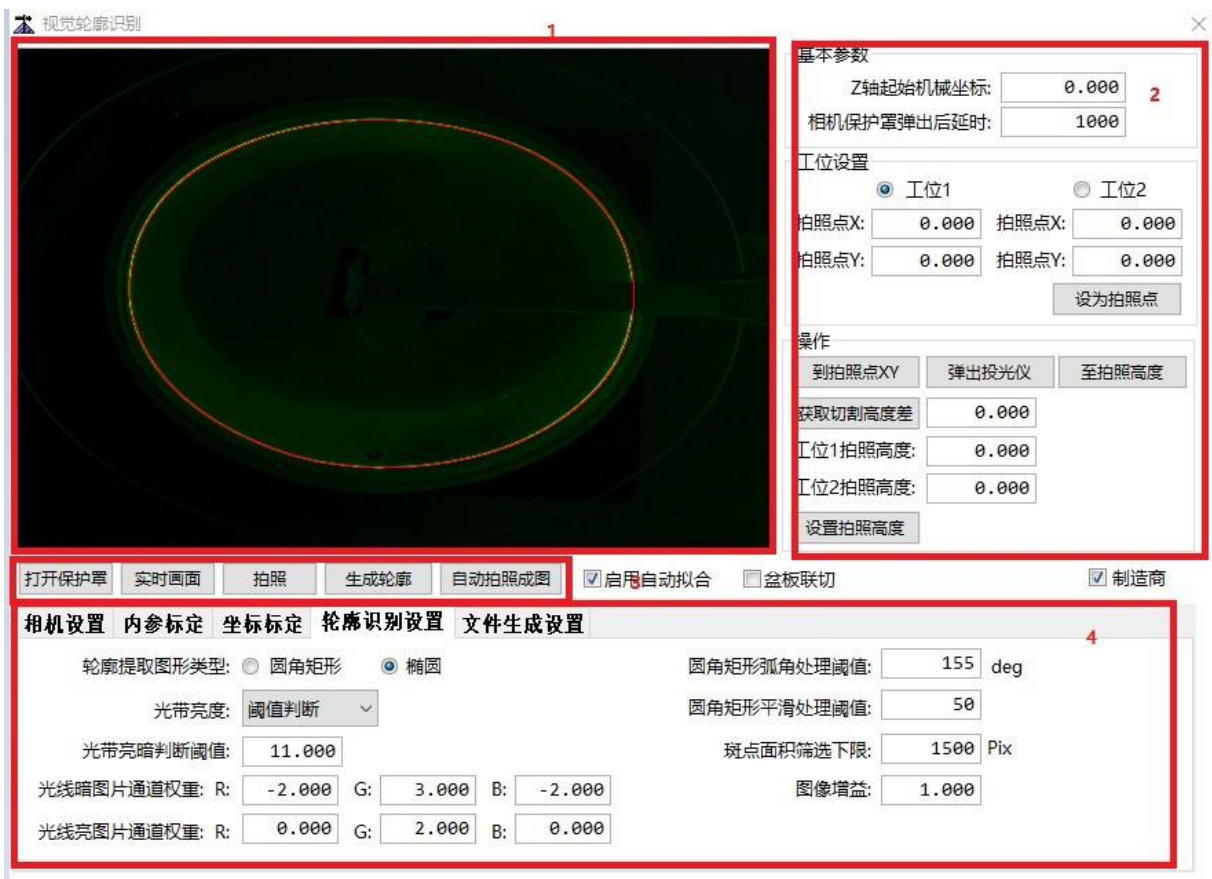 视觉轮廓识别
1
基本参数
Z轴起始机械坐标: 0.000
2
相机保护罩弹出后延时: 1000
工位设置
工位1 工位2
拍照点X: 0.000 拍照点X: 0.000
拍照点Y: 0.000 拍照点Y: 0.000
设为拍照点
操作
到拍照点XY 弹出投光仪 至拍照高度
获取切割高度差 0.000
工位1拍照高度: 0.000
工位2拍照高度: 0.000
设置拍照高度
打开保护罩 实时画面 拍照 生成轮廓 自动拍照成图 启用自动拟合 盆板联切 制造商
3
相机设置 内参标定 坐标标定 轮廓识别设置 文件生成设置
4
轮廓提取图形类型: 圆角矩形 椭圆 圆角矩形弧角处理阈值: 155 deg
光带亮度: 阈值判断 圆角矩形平滑处理阈值: 50
光带亮暗判断阈值: 11.000 斑点面积筛选下限: 1500 Pix
光线暗图片通道权重: R: -2.000 G: 3.000 B: -2.000 图像增益: 1.000
光线亮图片通道权重: R: 0.000 G: 2.000 B: 0.000